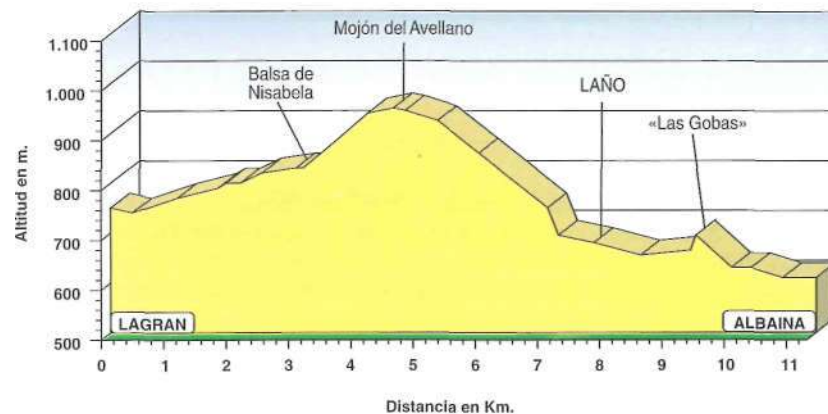 Mojón del Avellano
Balsa de
Nisabela
LAÑO
«Las Gobas»
Altitud en m.
1.100
1.000
900
800
700
600
500
LAGRAN
ALBAINA
0 1 2 3 4 5 6 7 8 9 10 11
Distancia en Km.